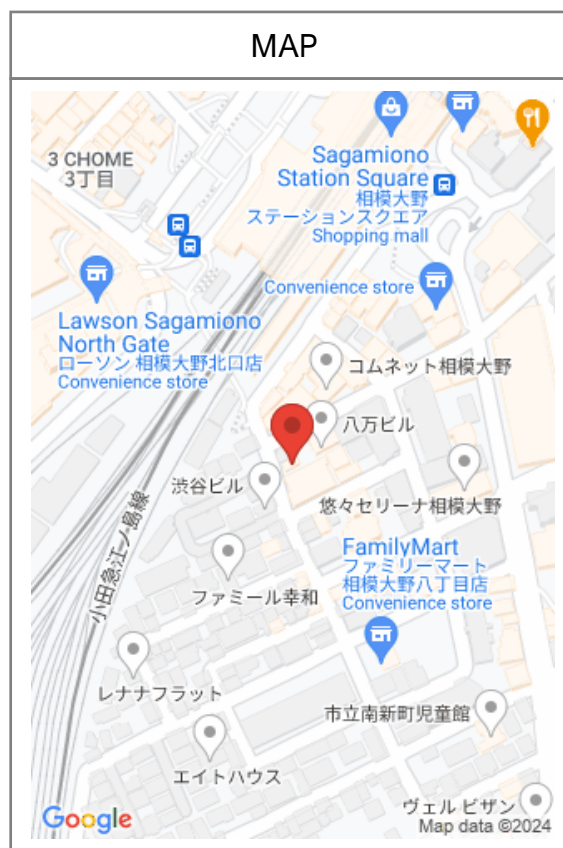 MAP
3 CHOME
3丁目
Sagamiono
Station Square
相模大野
ステーションスクエア
Shopping mall
Convenience store
Lawson Sagamiono
North Gate
ローソン 相模大野北口店
Convenience store
コムネット相模大野
八万ビル
渋谷ビル
悠々セリーナ相模大野
小田急江ノ島線
FamilyMart
ファミリーマート
相模大野八丁目店
Convenience store
ファミール幸和
レナナフラット
市立南新町児童館
エイトハウス
ヴェル ビザン
Google
Map data ©2024